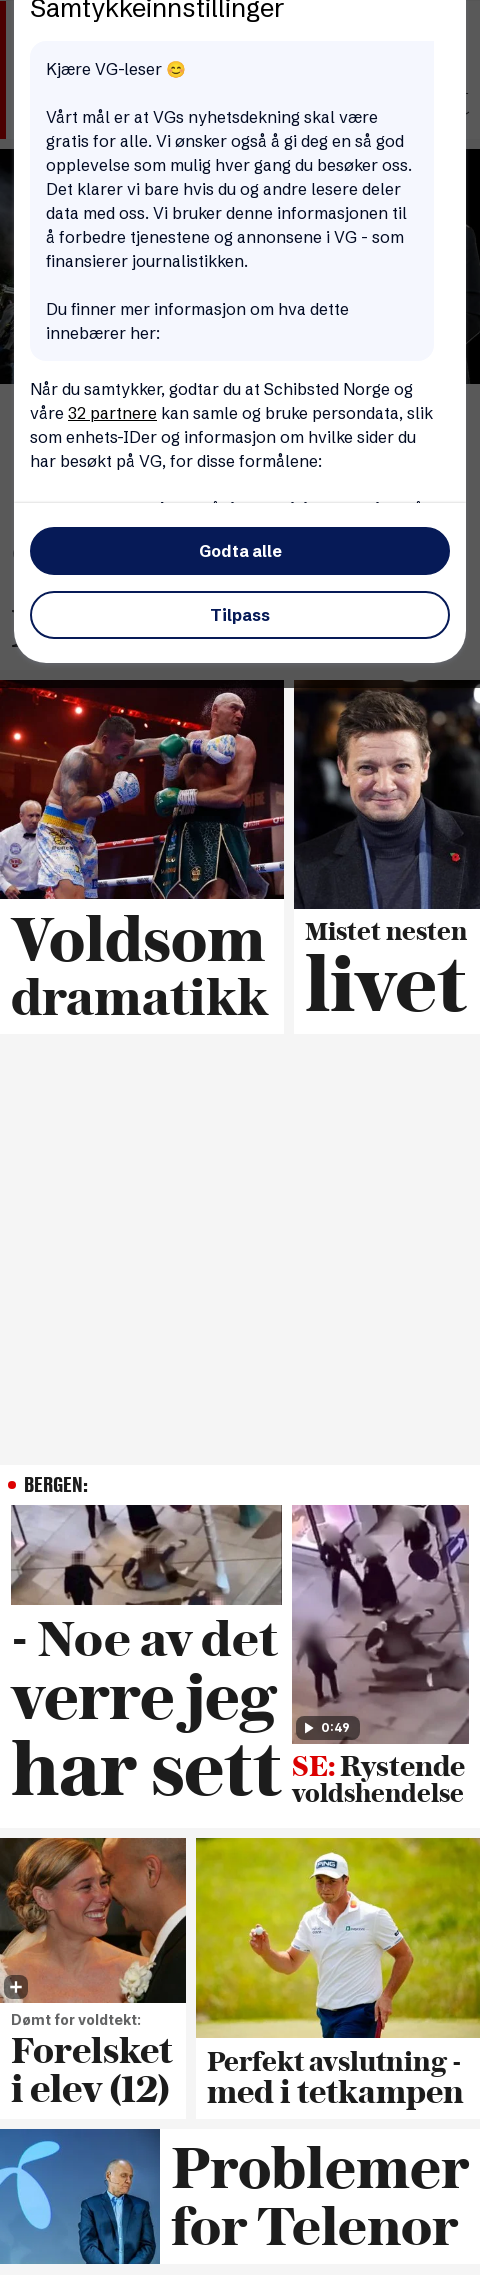 Samtykkeinnstillinger
Kjære VG-leser 😊
Vårt mål er at VGs nyhetsdekning skal være
gratis for alle. Vi ønsker også å gi deg en så god
opplevelse som mulig hver gang du besøker oss.
Det klarer vi bare hvis du og andre lesere deler
data med oss. Vi bruker denne informasjonen til
å forbedre tjenestene og annonsene i VG - som
finansierer journalistikken.
Du finner mer informasjon om hva dette
innebærer her:
Når du samtykker, godtar du at Schibsted Norge og
våre 32 partnere kan samle og bruke persondata, slik
som enhets-IDer og informasjon om hvilke sider du
har besøkt på VG, for disse formålene:
Godta alle
Tilpass
Voldsom
dramatikk
Mistet nesten
livet
BERGEN:
- Noe av det
verre jeg
har sett
0:49
SE: Rystende
voldshendelse
Dømt for voldtekt:
Forelsket
i elev (12)
PING
Perfekt avslutning -
med i tetkampen
Problemer
for Telenor